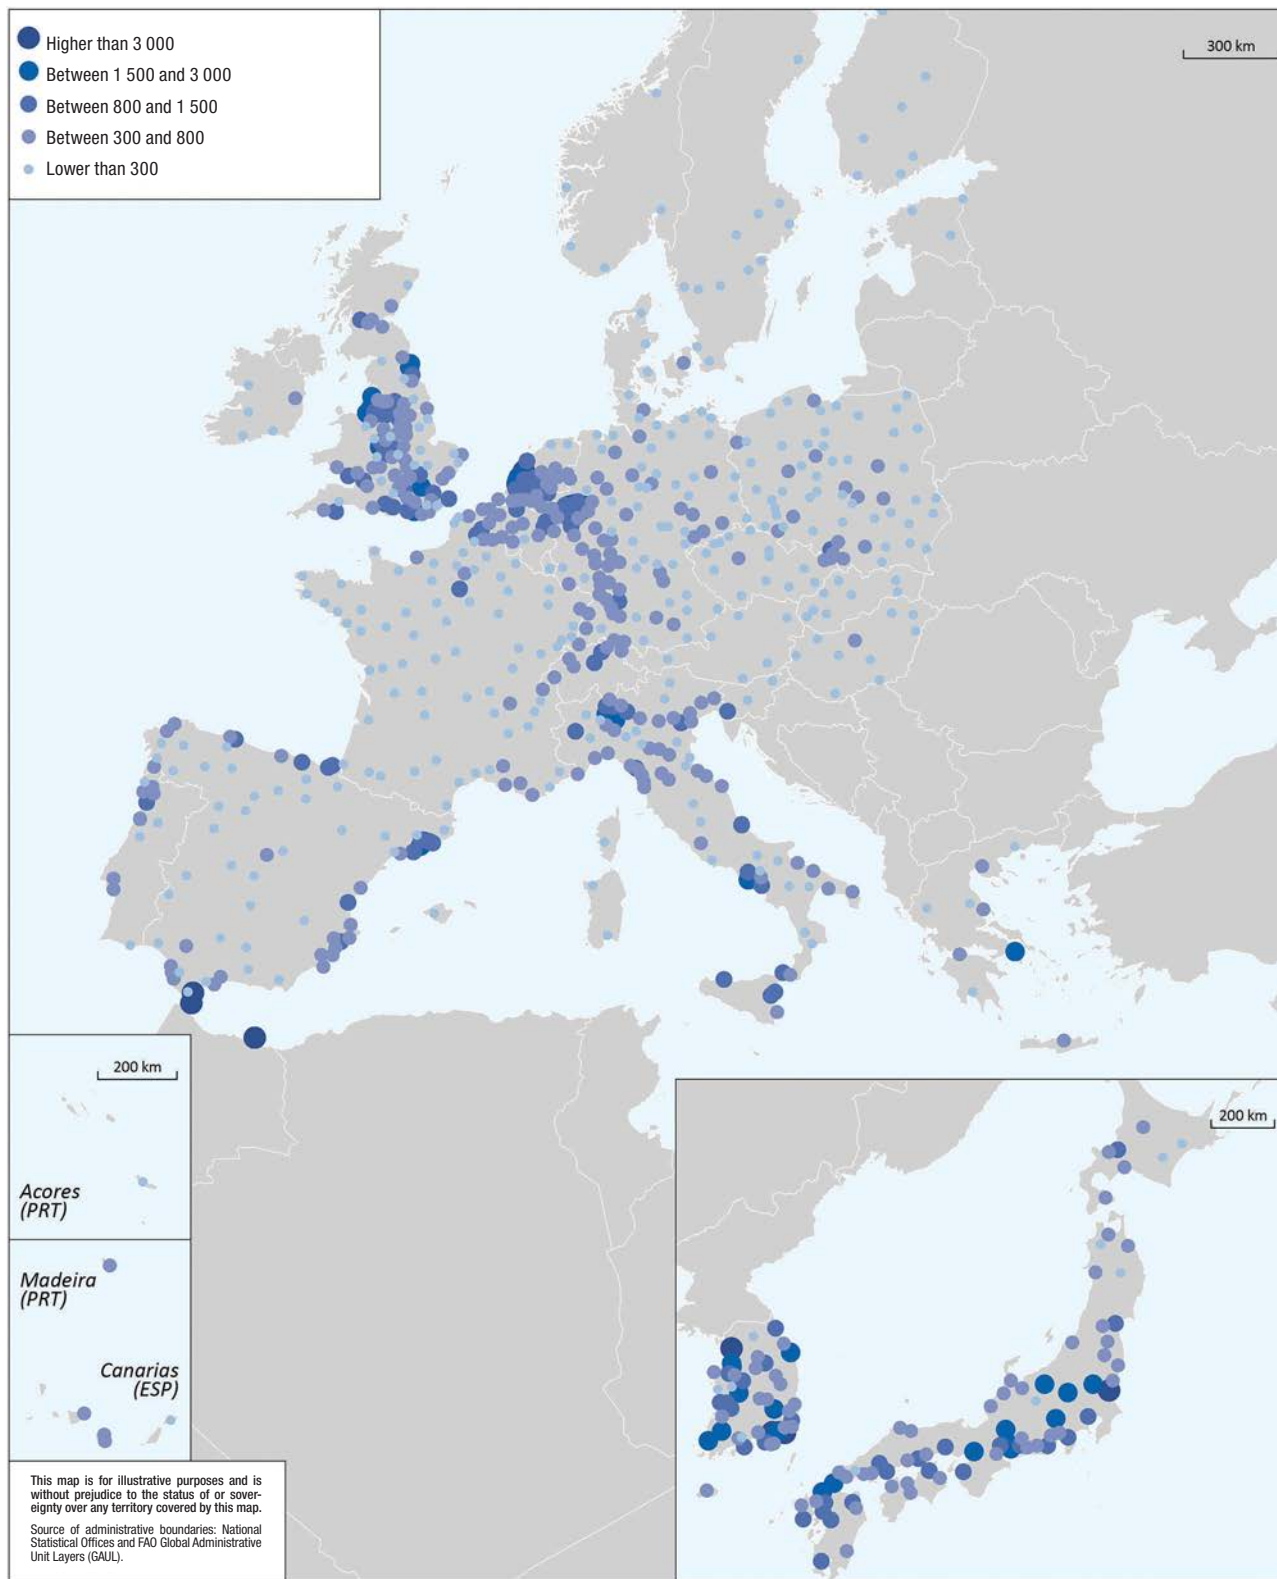 Higher than 3 000
Between 1 500 and 3 000
Between 800 and 1 500
Between 300 and 800
Lower than 300
300 km
200 km
Acores
(PRT)
Madeira
(PRT)
Canarias
(ESP)
200 km
This map is for illustrative purposes and is
without prejudice to the status of or sover-
eignty over any territory covered by this map.
Source of administrative boundaries: National
Statistical Offices and FAO Global Administrative
Unit Layers (GAUL).